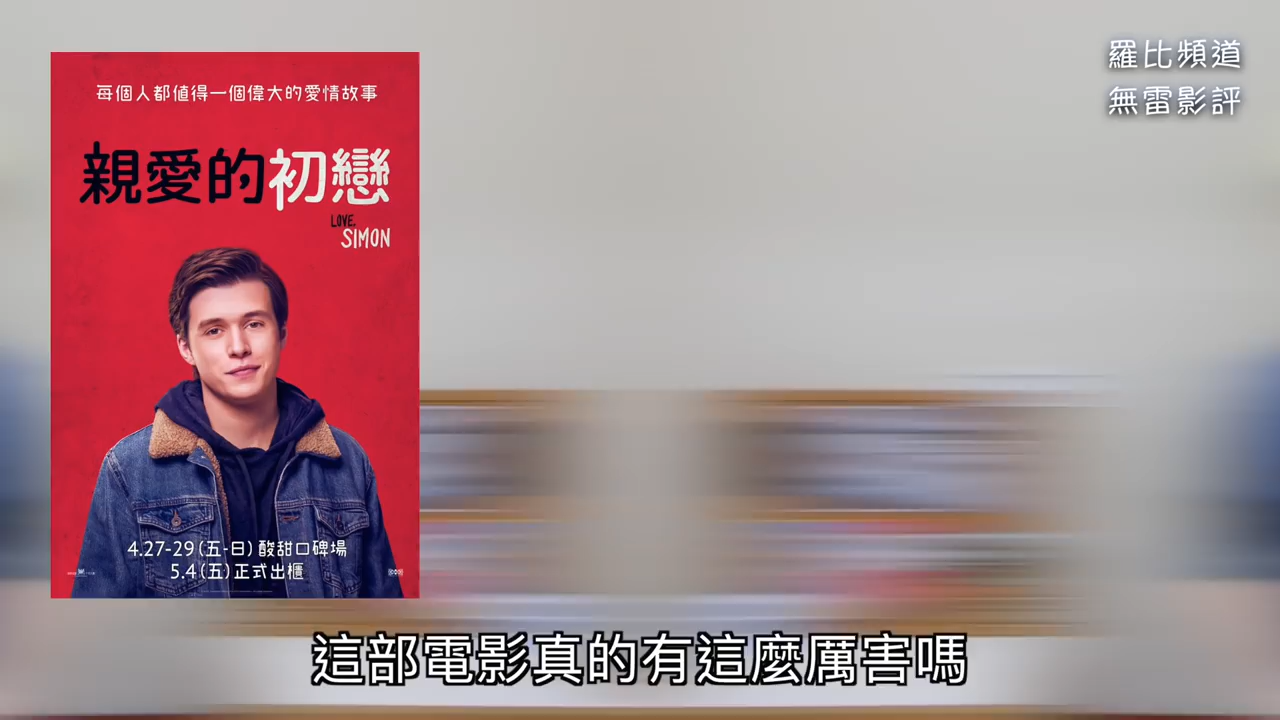 羅比頻道
無雷影評
每個人都值得一個偉大的愛情故事
親愛的初戀
LOVE,
SIMON
4.27-29(五-日)酸甜口碑場
5.4(五)正式出櫃
這部電影真的有這麼厲害嗎